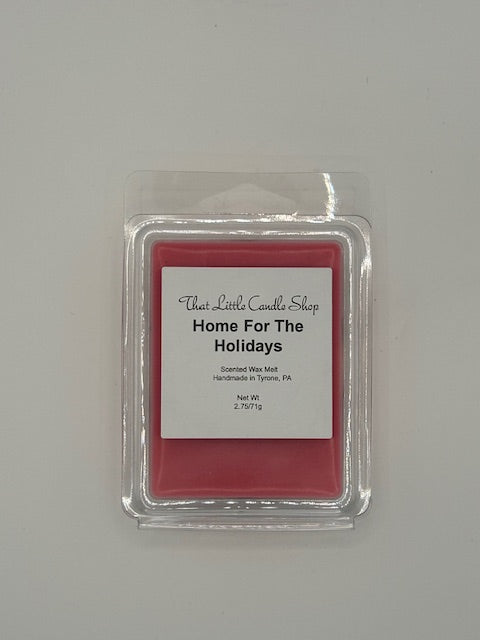 That Little Candle Shop
Home For The
Holidays
Scented Wax Melt
Handmade in Tyrone, PA
Net Wt
2.75/71g